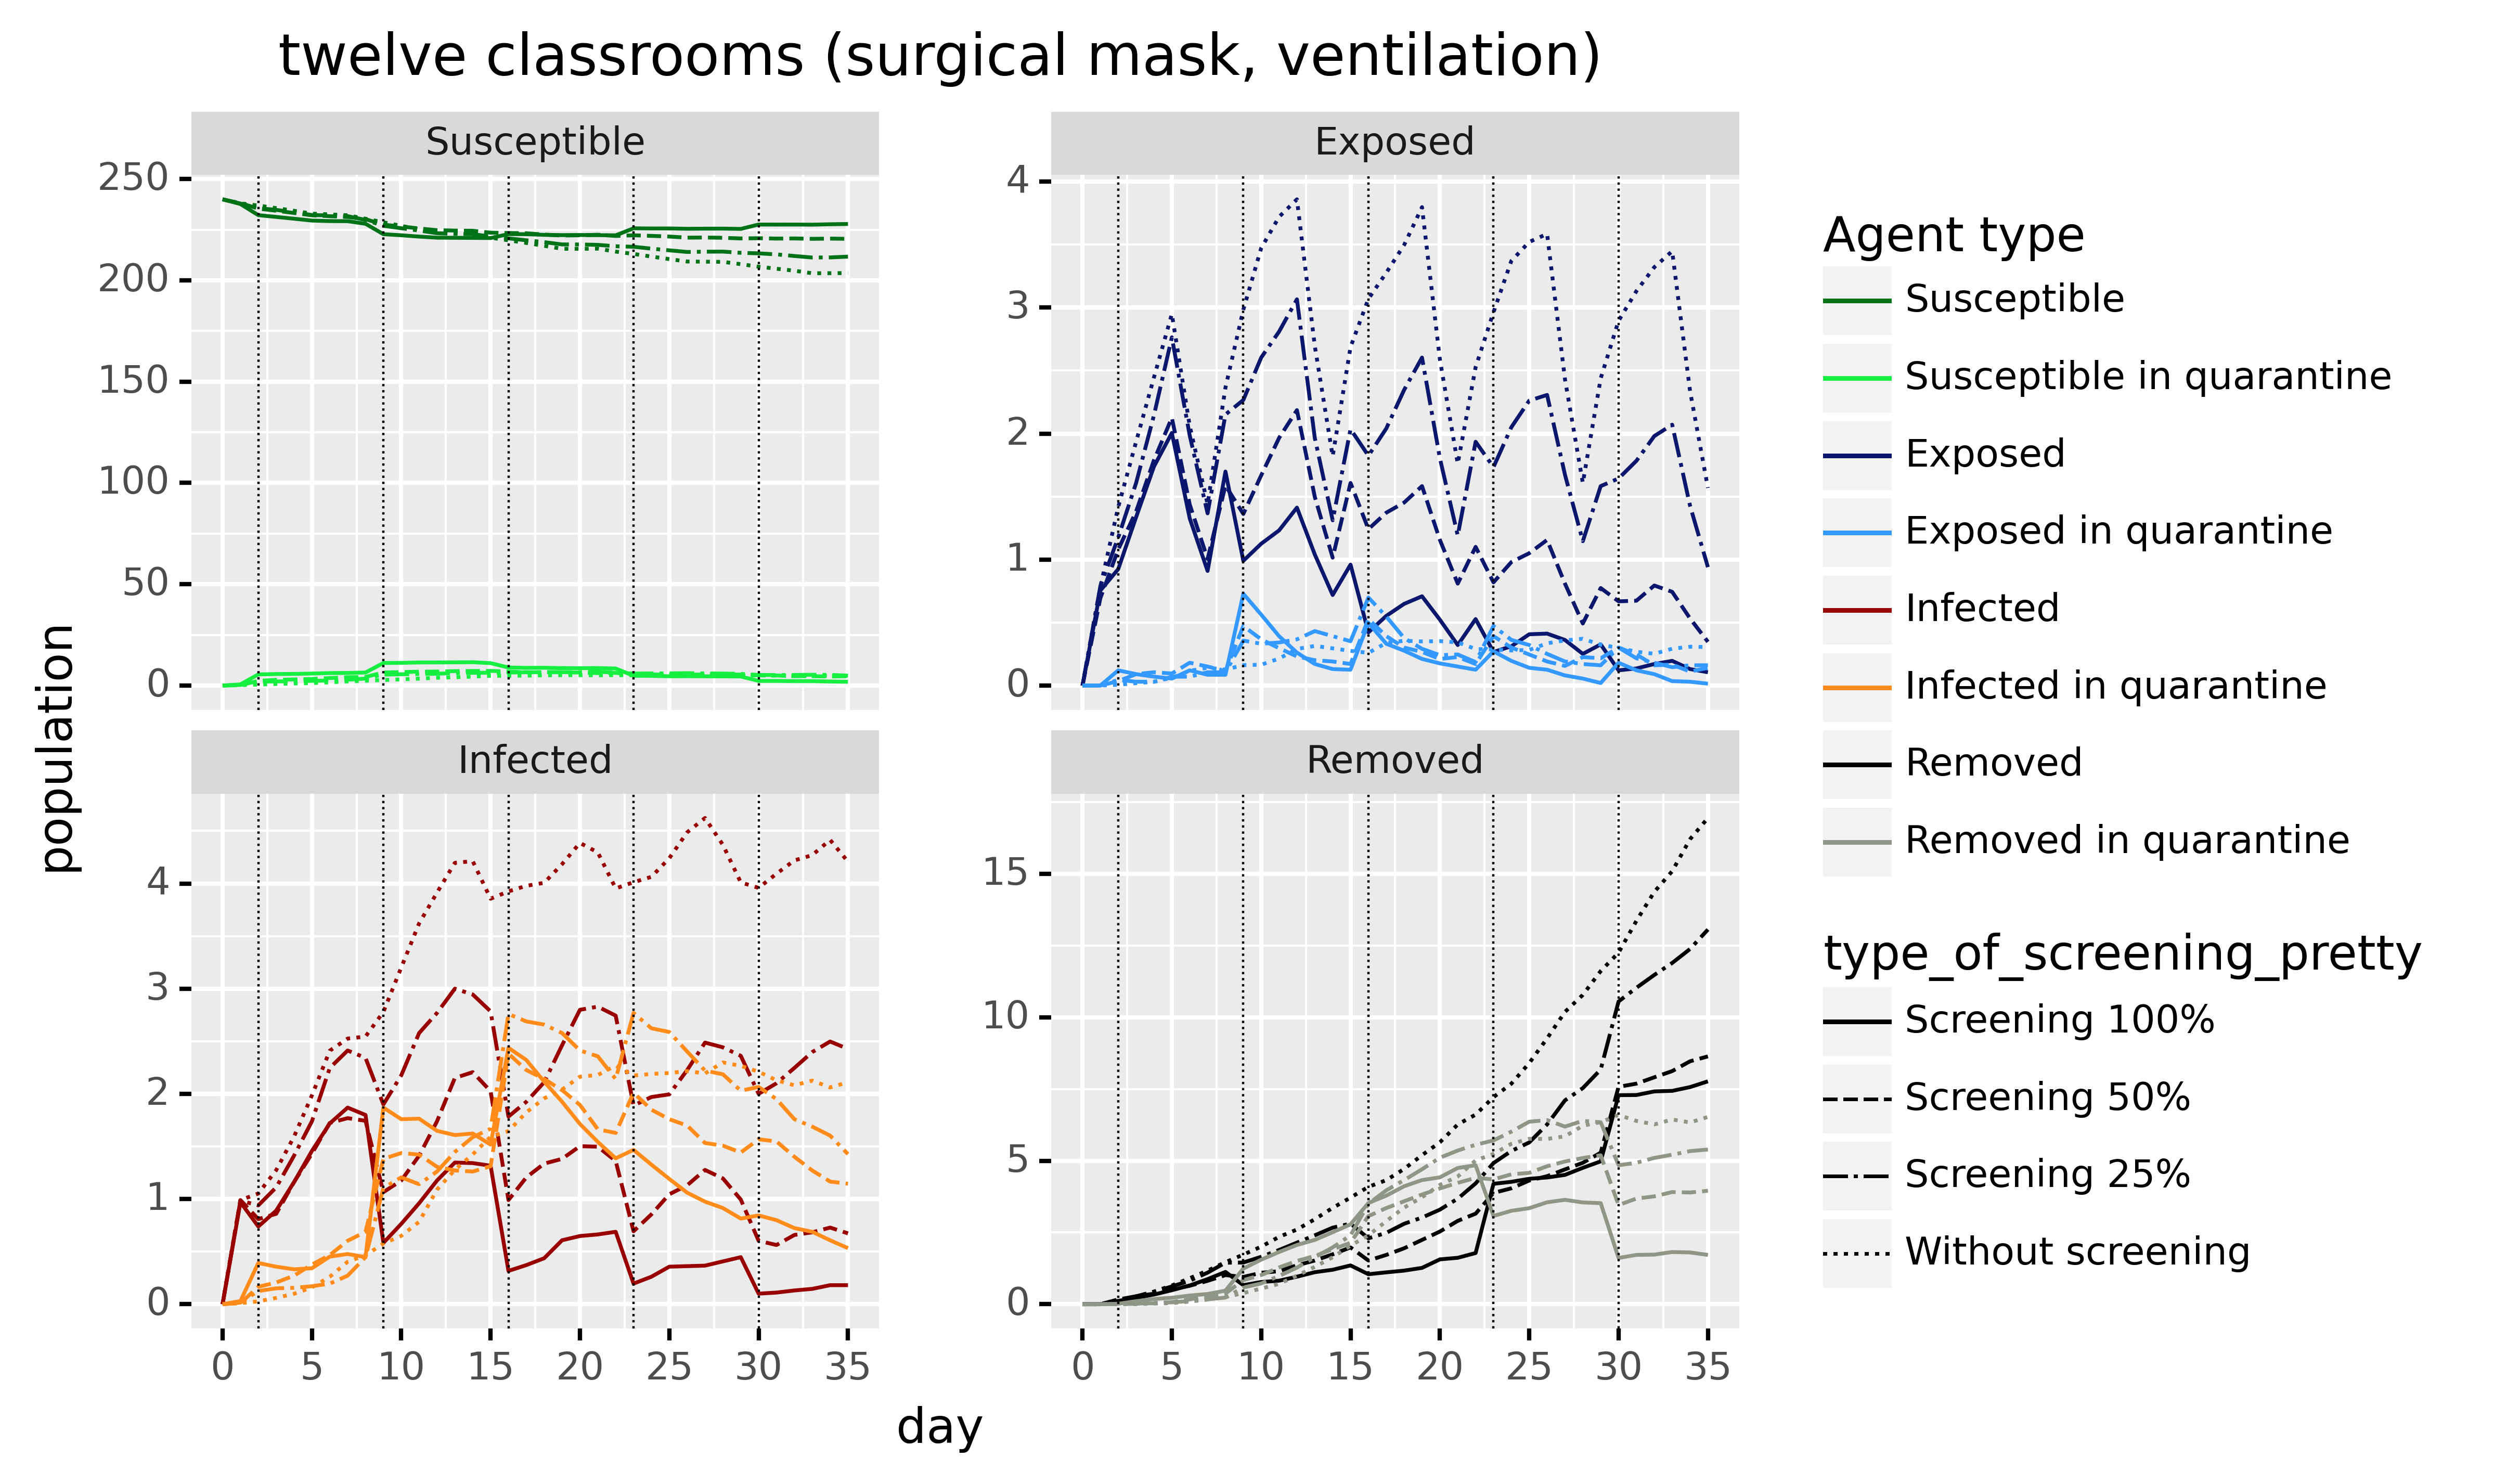 twelve classrooms (surgical mask, ventilation)
Susceptible
Exposed
250
200
150
100
50
0
4
3
2
1
0
Infected
Removed
4
3
2
1
0
15
10
5
0
0 5 10 15 20 25 30 35
0 5 10 15 20 25 30 35
population
day
Agent type
Susceptible
Susceptible in quarantine
Exposed
Exposed in quarantine
Infected
Infected in quarantine
Removed
Removed in quarantine
type_of_screening_pretty
Screening 100%
Screening 50%
Screening 25%
Without screening